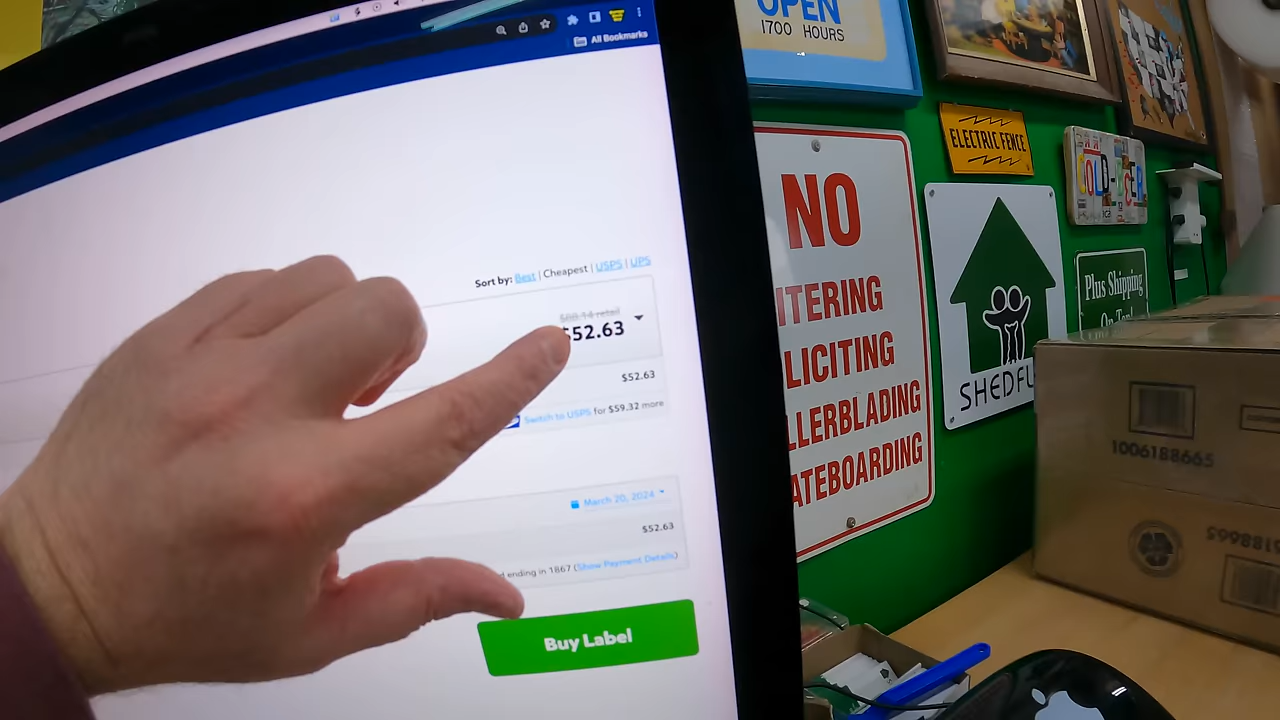 All Bookmarks
Sort by: Best | Cheapest | USPS | UPS
retail
$52.63
$52.63
Switch to USPS for $59.32 more
March 20, 2024
$52.63
ending in 1867 (Show Payment Details)
Buy Label
OPEN
1700 HOURS
ELECTRIC FENCE
NO
ITERING
LICITING
LLERBLADING
ATEBOARDING
SHEDFU
Plus Shipping
1006188665